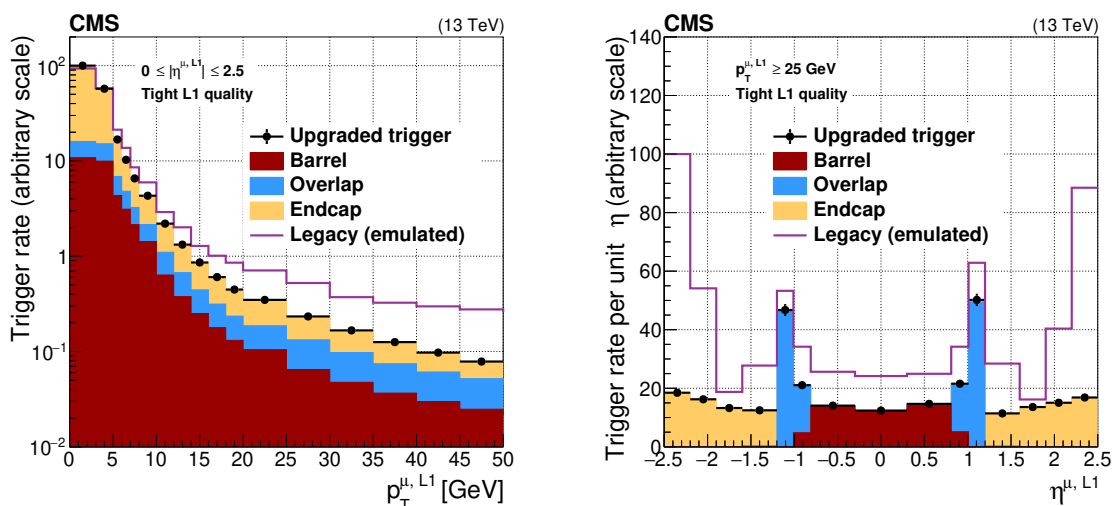 CMS (13 TeV)
Trigger rate (arbitrary scale)
10²
10
1
10⁻¹
10⁻²
0 ≤ |η^μ, L1| ≤ 2.5
Tight L1 quality
Upgraded trigger
Barrel
Overlap
Endcap
Legacy (emulated)
0 5 10 15 20 25 30 35 40 45 50
p_T^μ, L1 [GeV]
CMS (13 TeV)
Trigger rate per unit η (arbitrary scale)
140
120
100
80
60
40
20
0
p_T^μ, L1 ≥ 25 GeV
Tight L1 quality
Upgraded trigger
Barrel
Overlap
Endcap
Legacy (emulated)
−2.5 −2 −1.5 −1 −0.5 0 0.5 1 1.5 2 2.5
η^μ, L1